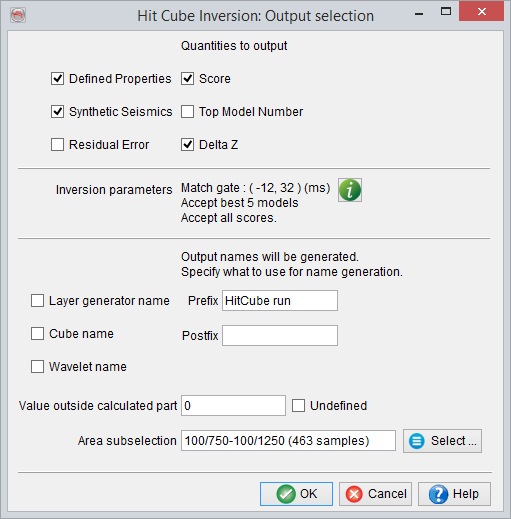 Hit Cube Inversion: Output selection
Quantities to output
Defined Properties Score
Synthetic Seismics Top Model Number
Residual Error Delta Z
Inversion parameters Match gate : ( -12, 32 ) (ms)
Accept best 5 models
Accept all scores.
Output names will be generated.
Specify what to use for name generation.
Layer generator name Prefix HitCube run
Cube name Postfix
Wavelet name
Value outside calculated part 0 Undefined
Area subselection 100/750-100/1250 (463 samples) Select ...
OK Cancel Help